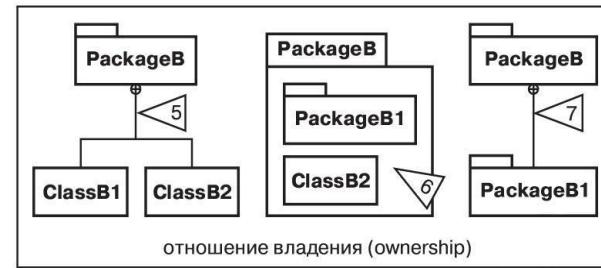 PackageB
5
ClassB1
ClassB2
PackageB
PackageB1
ClassB2
6
PackageB
7
PackageB1
отношение владения (ownership)